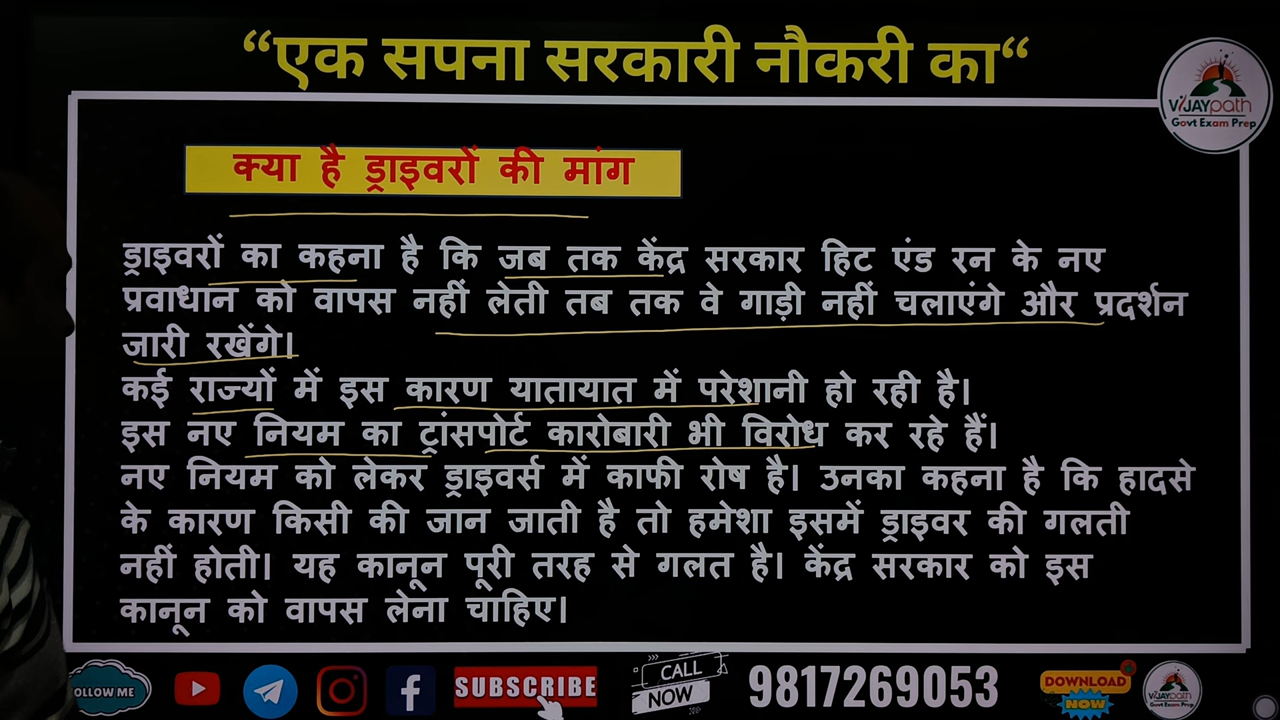 “एक सपना सरकारी नौकरी का“
VIJAYpath
Govt Exam Prep
क्या है ड्राइवरों की मांग
ड्राइवरों का कहना है कि जब तक केंद्र सरकार हिट एंड रन के नए
प्रवाधान को वापस नहीं लेती तब तक वे गाड़ी नहीं चलाएंगे और प्रदर्शन
जारी रखेंगे।
कई राज्यों में इस कारण यातायात में परेशानी हो रही है।
इस नए नियम का ट्रांसपोर्ट कारोबारी भी विरोध कर रहे हैं।
नए नियम को लेकर ड्राइवर्स में काफी रोष है। उनका कहना है कि हादसे
के कारण किसी की जान जाती है तो हमेशा इसमें ड्राइवर की गलती
नहीं होती। यह कानून पूरी तरह से गलत है। केंद्र सरकार को इस
कानून को वापस लेना चाहिए।
OLLOW ME
SUBSCRIBE
CALL
NOW
9817269053
DOWNLOAD
NOW
VIJAYpath
Govt Exam Prep